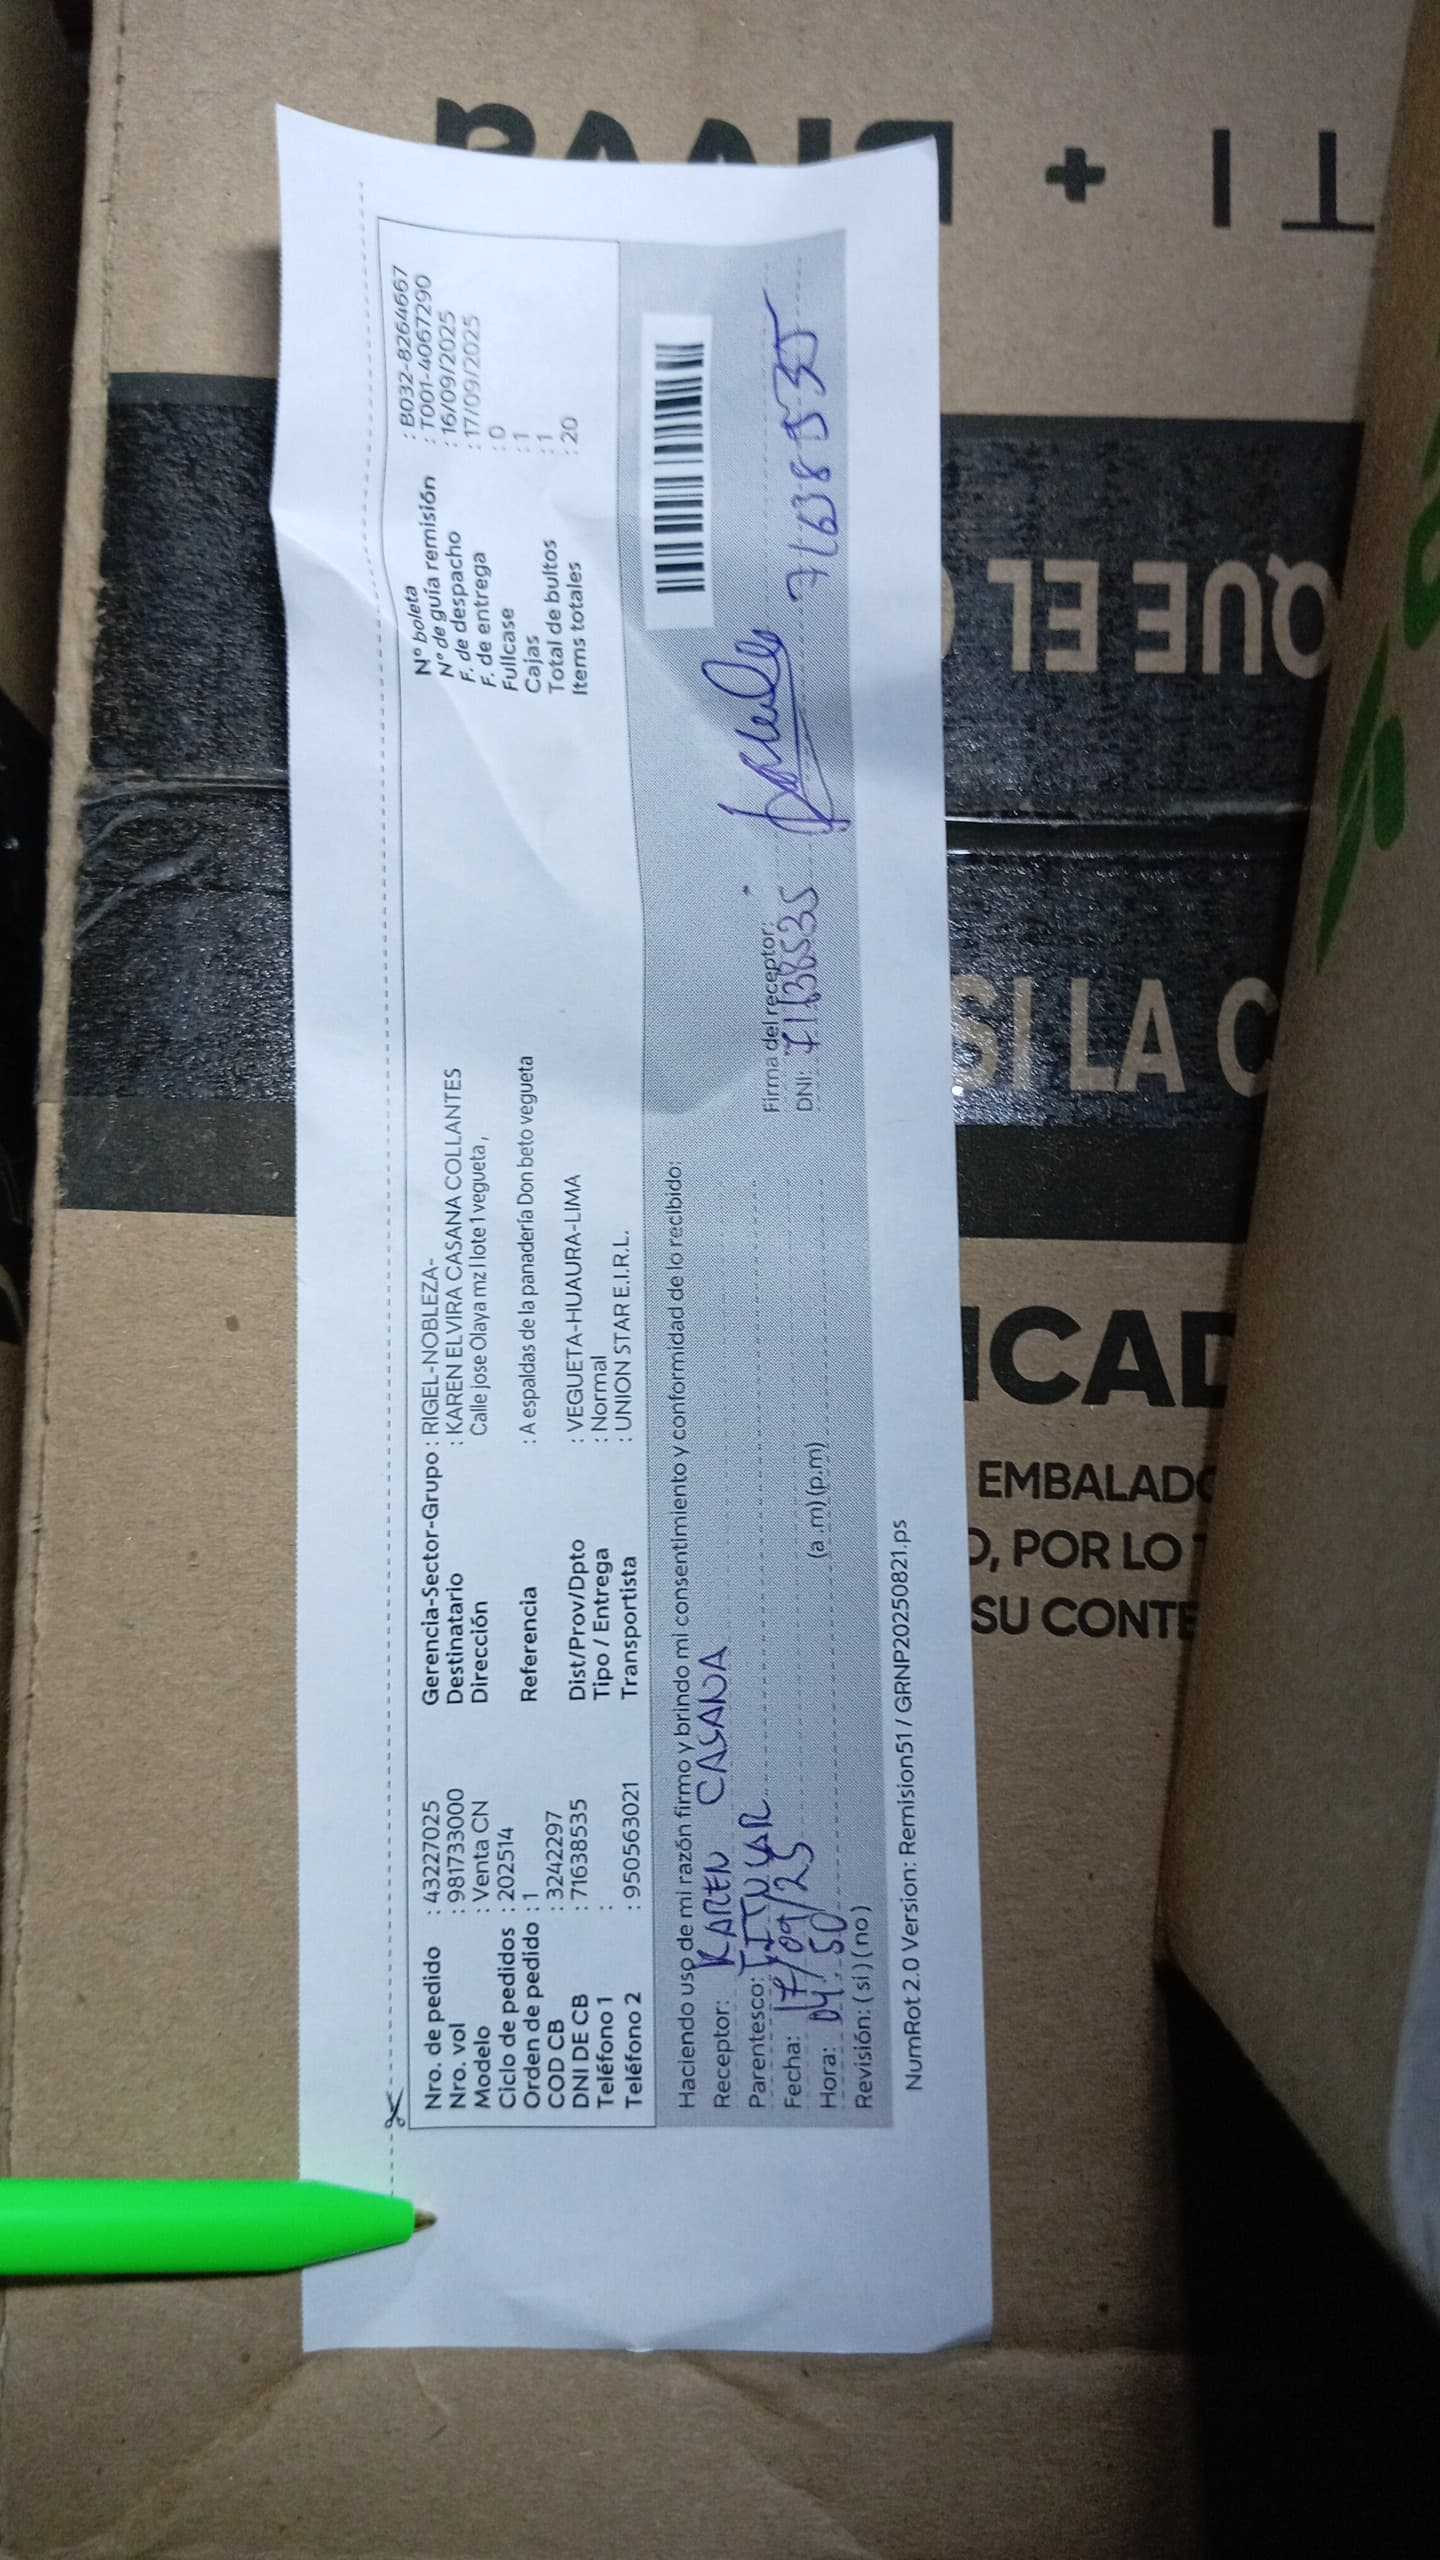 Nro. de pedido : 43227025
Nro. vol : 981733000
Modelo : Venta CN
Ciclo de pedidos : 202514
Orden de pedido : 1
COD CB : 3242297
DNI DE CB : 71638535
Teléfono 1 :
Teléfono 2 : 950563021
Gerencia-Sector-Grupo : RIGEL-NOBLEZA-
Destinatario : KAREN ELVIRA CASANA COLLANTES
Dirección Calle jose Olaya mz l lote 1 vegueta,
Referencia : A espaldas de la panadería Don beto vegueta
Dist/Prov/Dpto : VEGUETA-HUAURA-LIMA
Tipo / Entrega : Normal
Transportista : UNION STAR E.I.R.L.
N° boleta : B032-8264667
N° de guía remisión : T001-4067290
F. de despacho : 16/09/2025
F. de entrega : 17/09/2025
Fullcase : 0
Cajas : 1
Total de bultos : 1
Items totales : 20
Haciendo uso de mi razón firmo y brindo mi consentimiento y conformidad de lo recibido:
Receptor: KAREN CASANA
Parentesco: TITULAR
Fecha: 17/09/25
Hora: 04:50 (a.m) (p.m)
Revisión: ( si ) ( no )
Firma del receptor:
DNI: 71638535
71638535
NumRot 2.0 Version: Remision51 / GRNP20250821.ps
TI +
QUE EL
SI LA C
ICAD
EMBALADO
O, POR LO T
SU CONTE